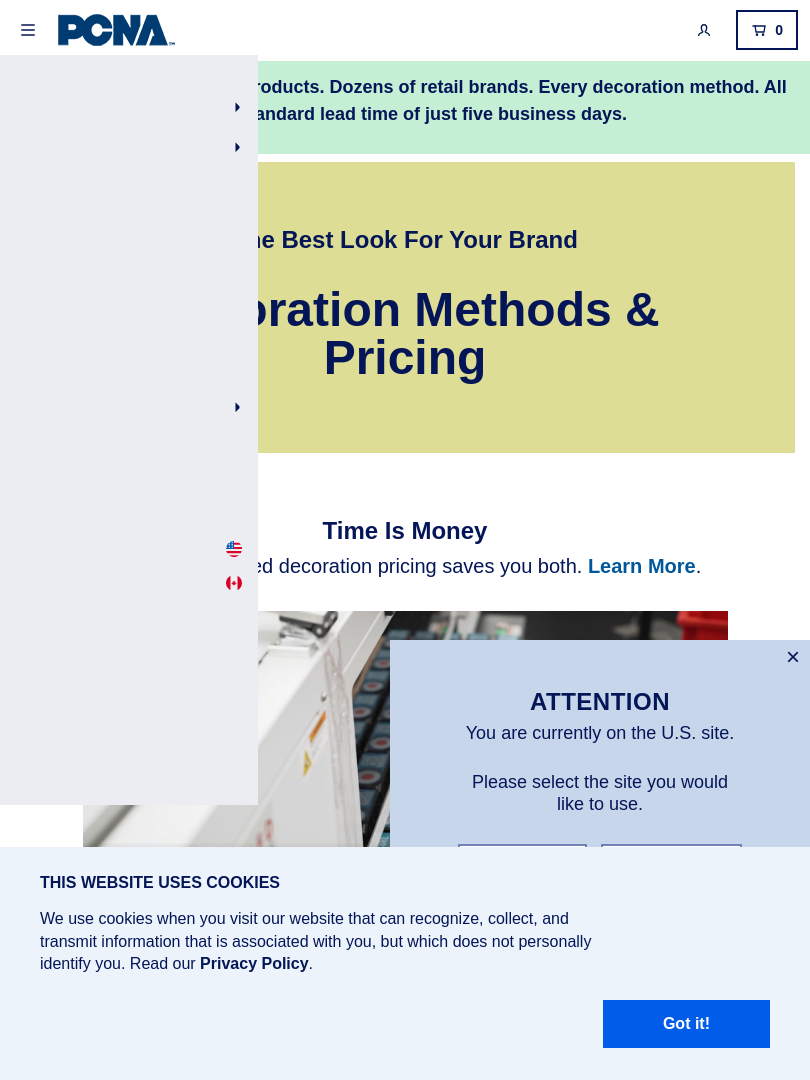 PCNA
0
roducts. Dozens of retail brands. Every decoration method. All
andard lead time of just five business days.
Best Look For Your Brand
oration Methods &
Pricing
Time Is Money
ed decoration pricing saves you both. Learn More.
ATTENTION
You are currently on the U.S. site.
Please select the site you would
like to use.
THIS WEBSITE USES COOKIES
We use cookies when you visit our website that can recognize, collect, and
transmit information that is associated with you, but which does not personally
identify you. Read our Privacy Policy.
Got it!